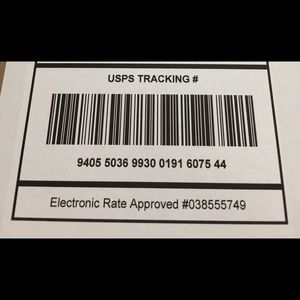 USPS TRACKING #
9405 5036 9930 0191 6075 44
Electronic Rate Approved #038555749